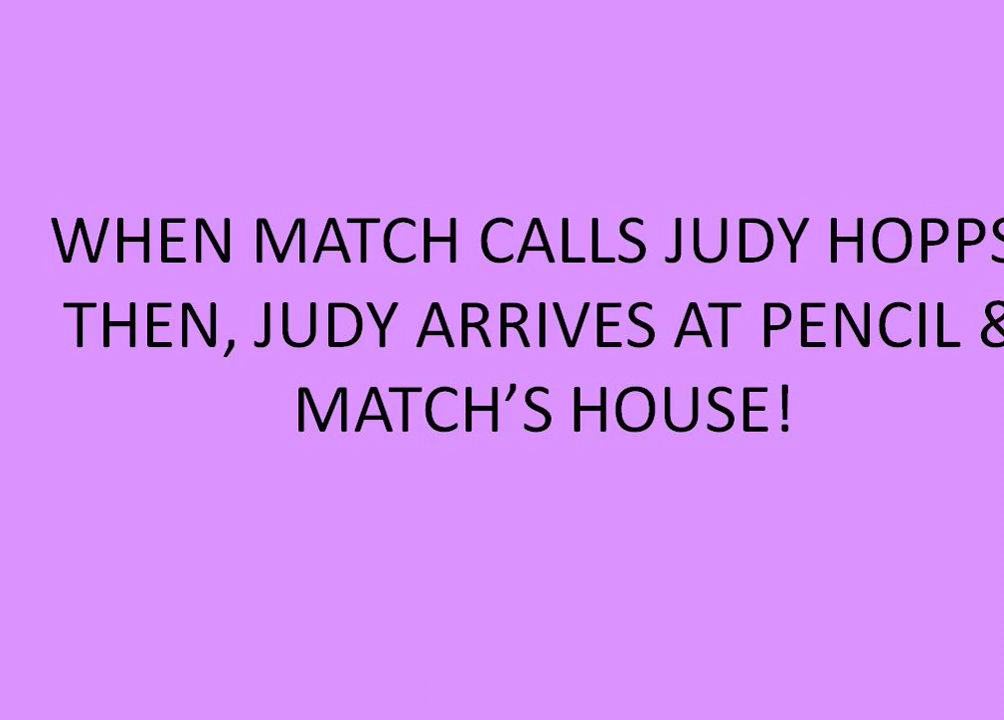 WHEN MATCH CALLS JUDY HOPPS
THEN, JUDY ARRIVES AT PENCIL &
MATCH’S HOUSE!